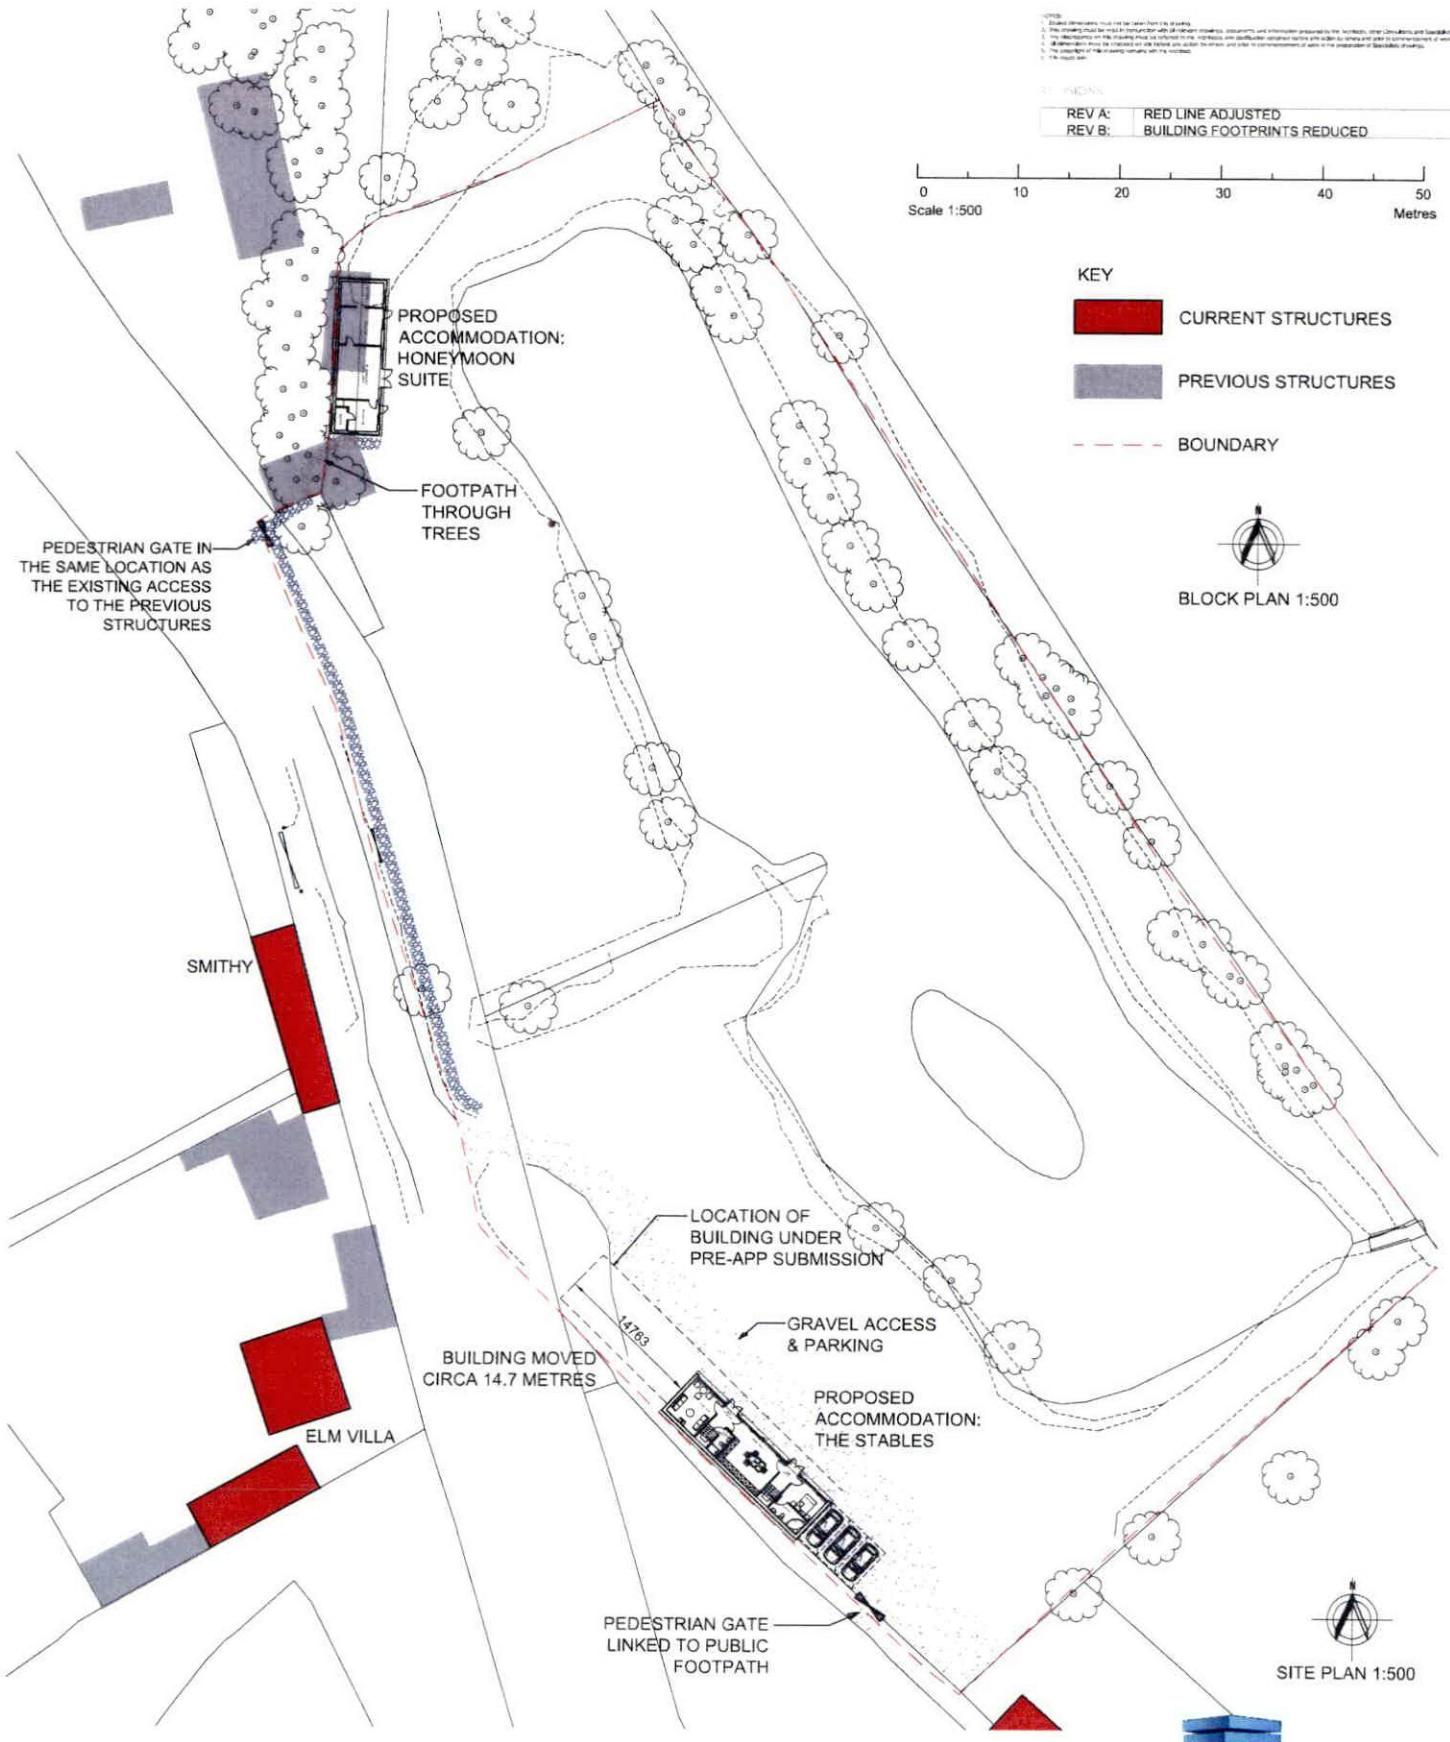 NOTES
REVISIONS
REV A: RED LINE ADJUSTED
REV B: BUILDING FOOTPRINTS REDUCED
0 10 20 30 40 50
Scale 1:500
Metres
KEY
CURRENT STRUCTURES
PREVIOUS STRUCTURES
BOUNDARY
N
BLOCK PLAN 1:500
PROPOSED
ACCOMMODATION:
HONEYMOON
SUITE
FOOTPATH
THROUGH
TREES
PEDESTRIAN GATE IN
THE SAME LOCATION AS
THE EXISTING ACCESS
TO THE PREVIOUS
STRUCTURES
SMITHY
LOCATION OF
BUILDING UNDER
PRE-APP SUBMISSION
GRAVEL ACCESS
& PARKING
14763
BUILDING MOVED
CIRCA 14.7 METRES
PROPOSED
ACCOMMODATION:
THE STABLES
ELM VILLA
PEDESTRIAN GATE
LINKED TO PUBLIC
FOOTPATH
N
SITE PLAN 1:500